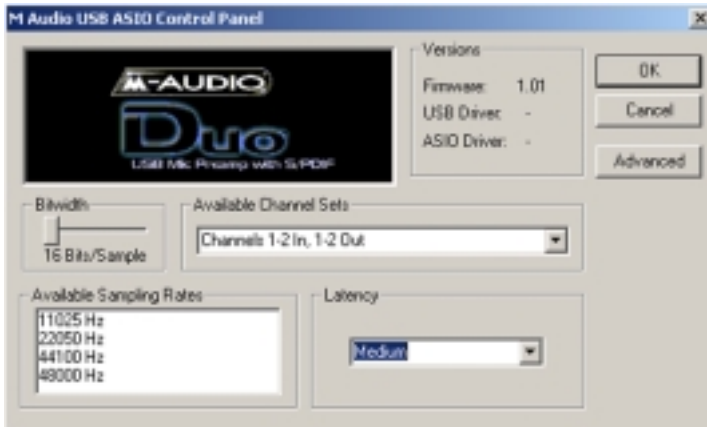 M Audio USB ASIO Control Panel
M-AUDIO
Duo
USB Mic Preamp with S/PDIF
Versions
Firmware: 1.01
USB Driver: -
ASIO Driver: -
OK
Cancel
Advanced
Bitwidth
16 Bits/Sample
Available Channel Sets
Channels 1-2 In, 1-2 Out
Available Sampling Rates
11025 Hz
22050 Hz
44100 Hz
48000 Hz
Latency
Medium